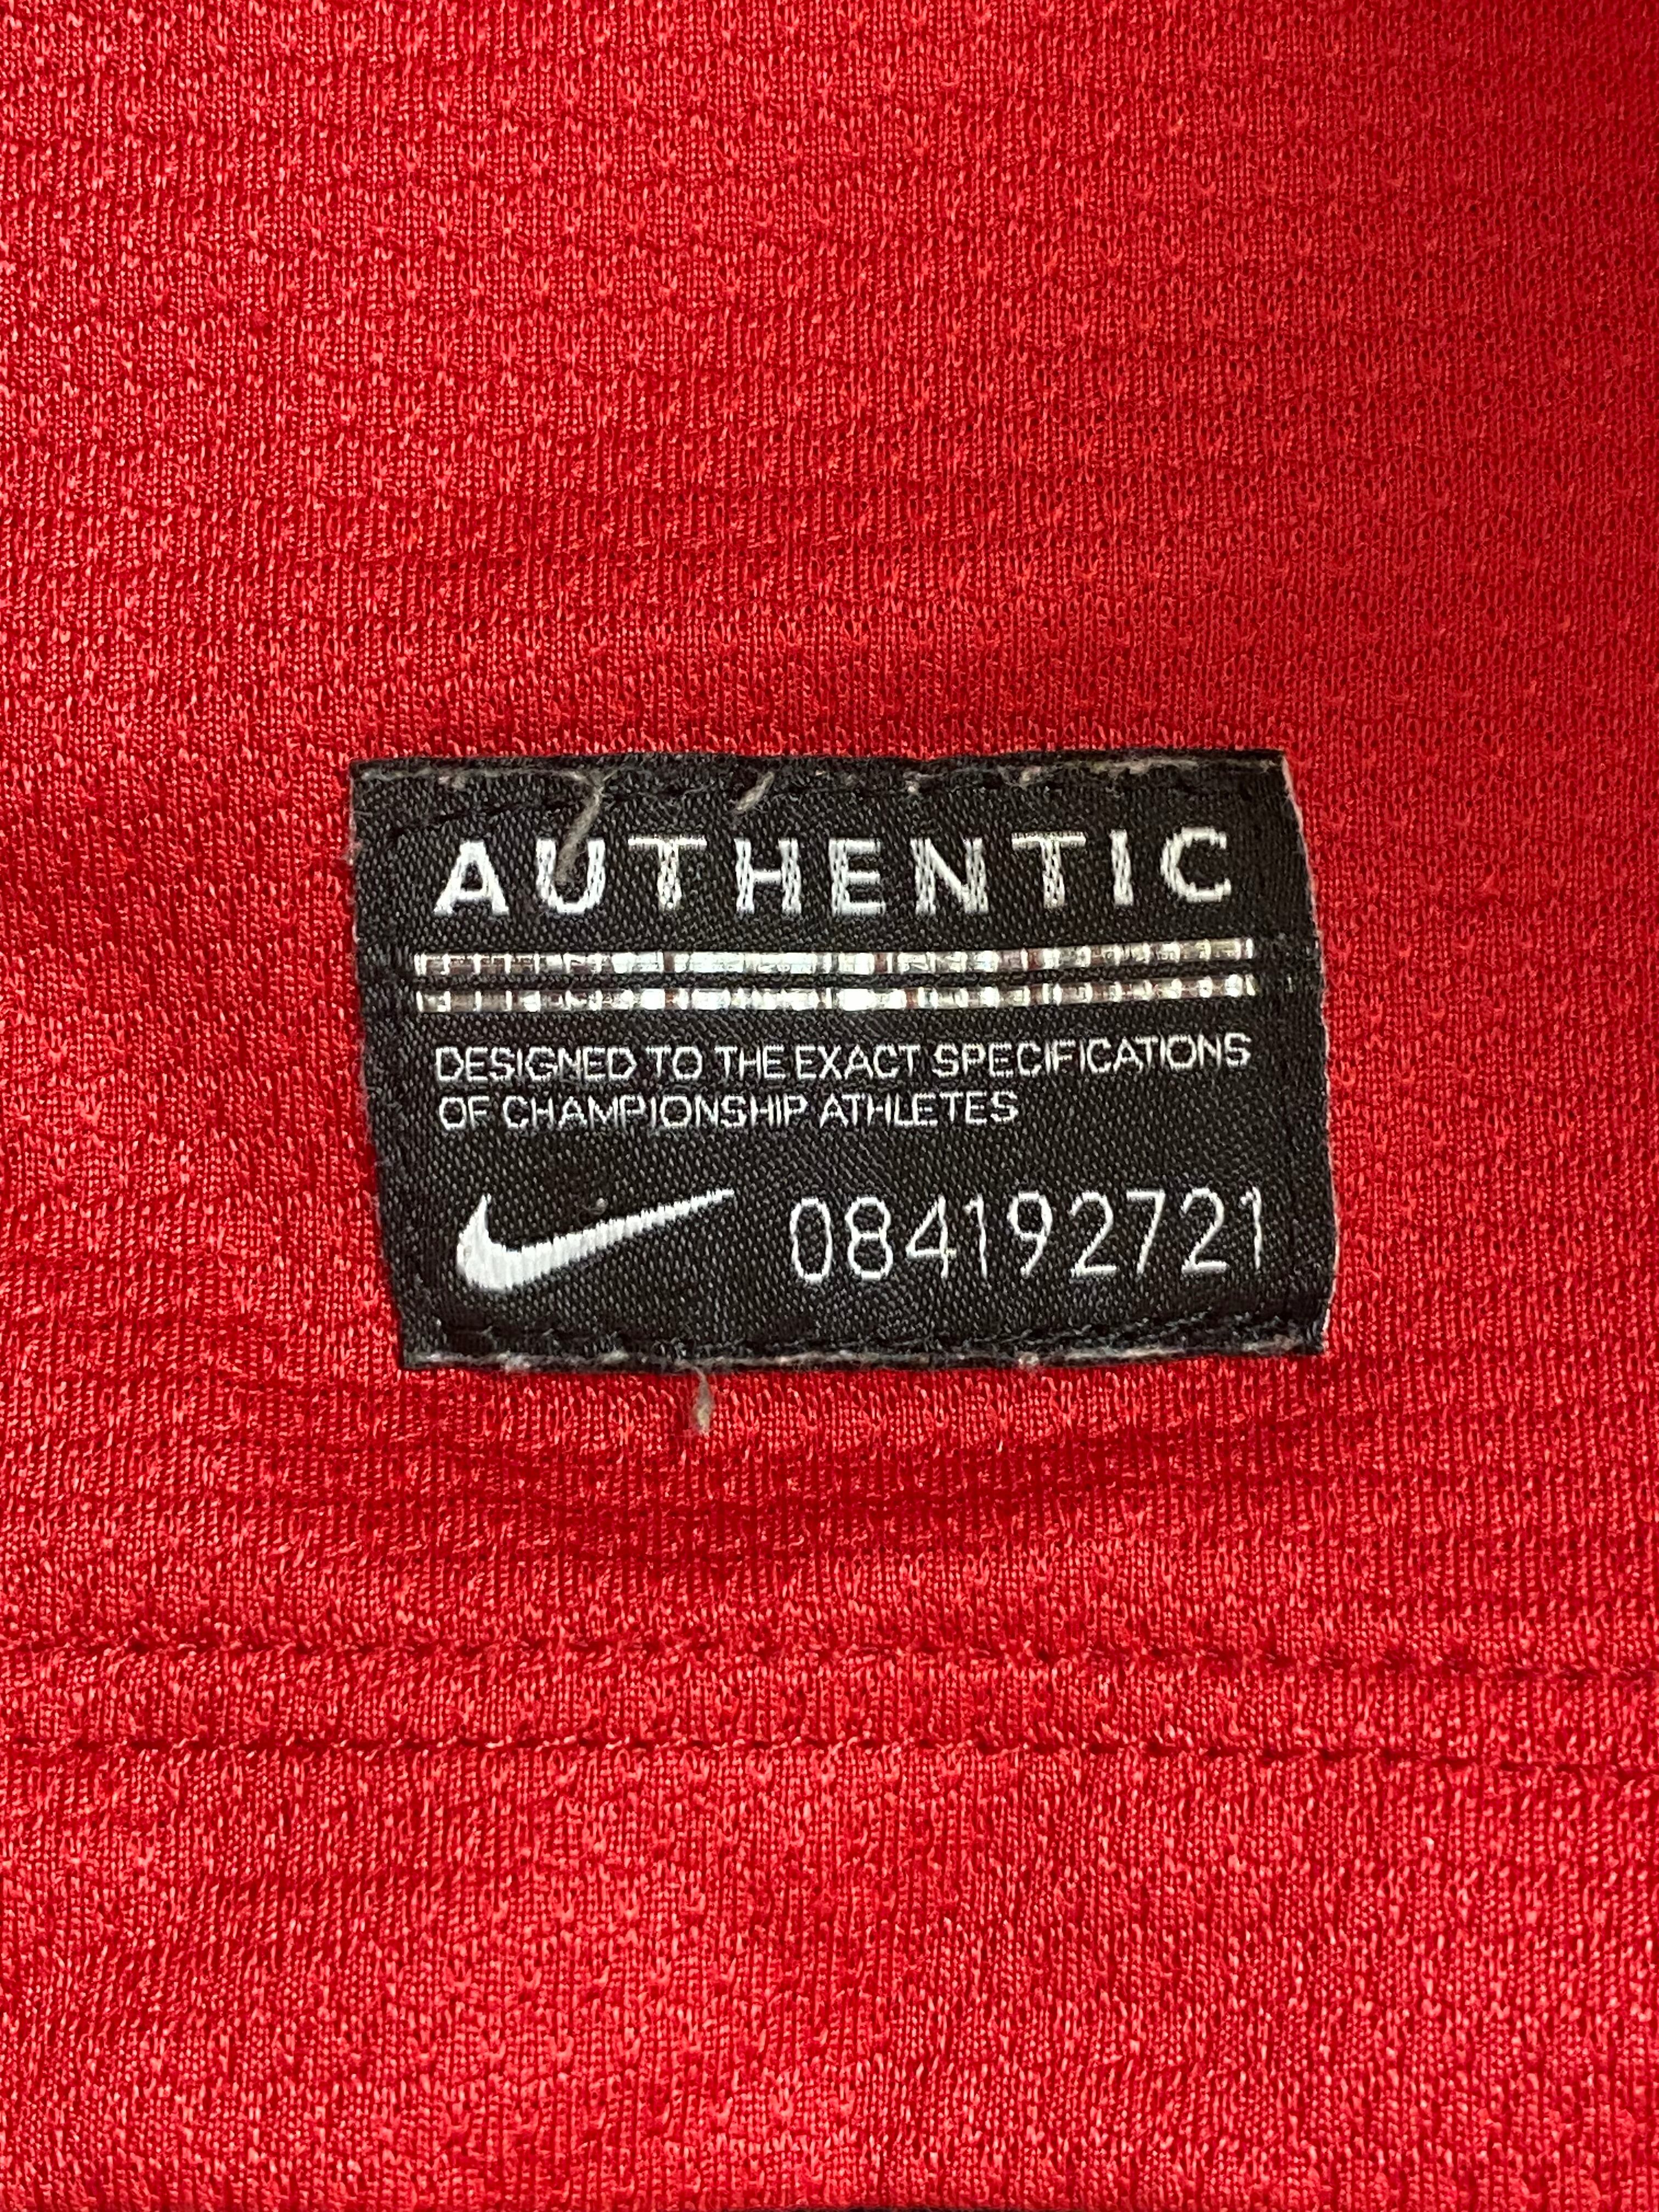 AUTHENTIC
DESIGNED TO THE EXACT SPECIFICATIONS
OF CHAMPIONSHIP ATHLETES
084192721